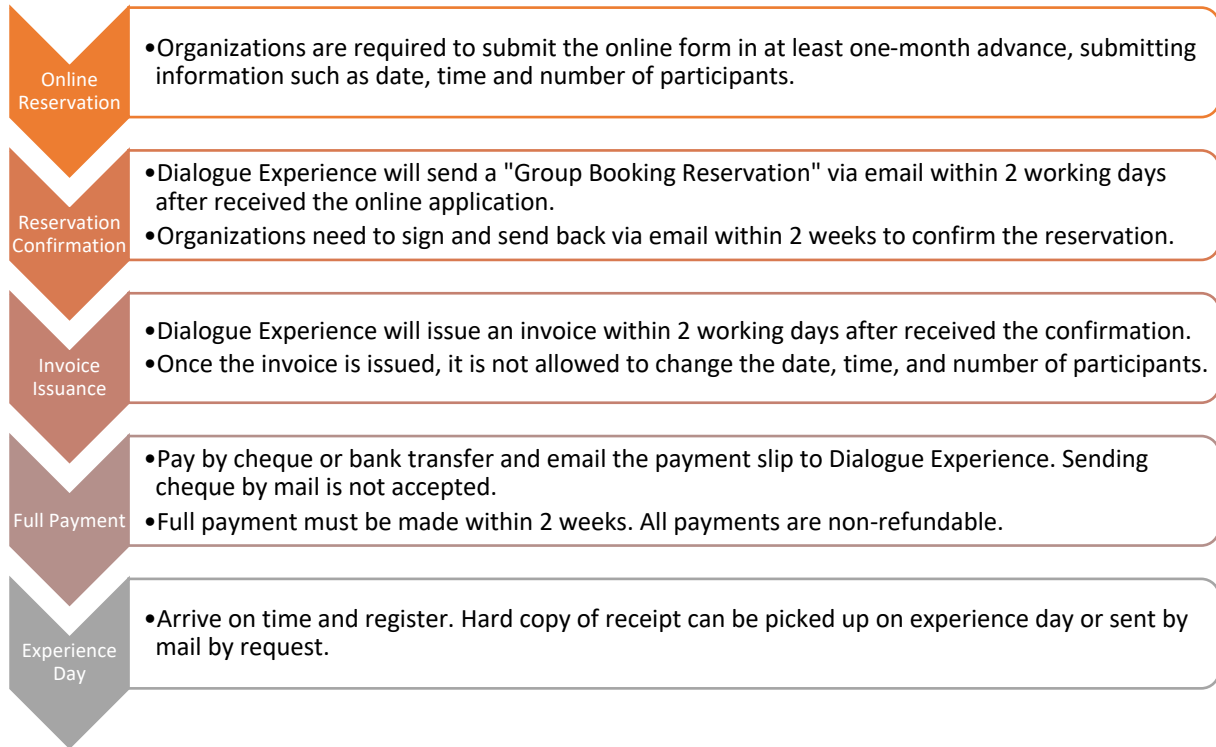 Online
Reservation
•Organizations are required to submit the online form in at least one-month advance, submitting
information such as date, time and number of participants.
Reservation
Confirmation
•Dialogue Experience will send a "Group Booking Reservation" via email within 2 working days
after received the online application.
•Organizations need to sign and send back via email within 2 weeks to confirm the reservation.
Invoice
Issuance
•Dialogue Experience will issue an invoice within 2 working days after received the confirmation.
•Once the invoice is issued, it is not allowed to change the date, time, and number of participants.
Full Payment
•Pay by cheque or bank transfer and email the payment slip to Dialogue Experience. Sending
cheque by mail is not accepted.
•Full payment must be made within 2 weeks. All payments are non-refundable.
Experience
Day
•Arrive on time and register. Hard copy of receipt can be picked up on experience day or sent by
mail by request.